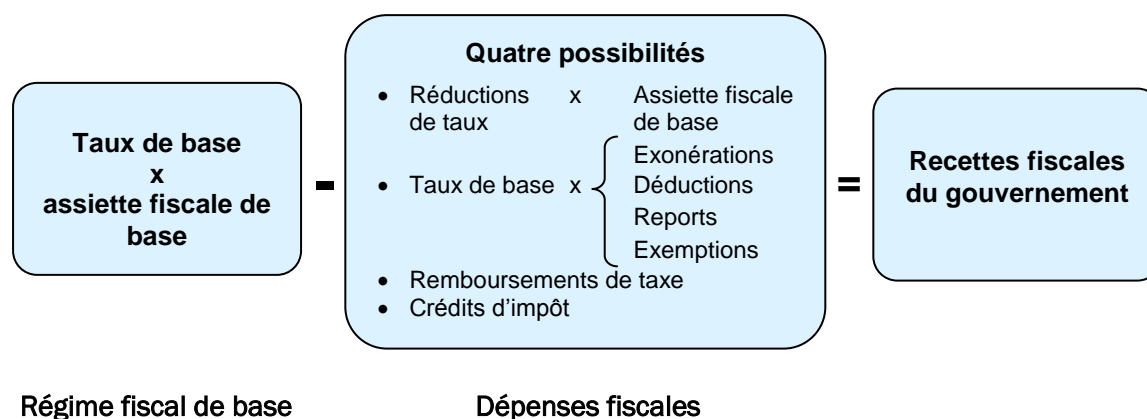 Taux de base
x
assiette fiscale de
base
-
Quatre possibilités
• Réductions de taux x Assiette fiscale de base
• Taux de base x
Exonérations
Déductions
Reports
Exemptions
• Remboursements de taxe
• Crédits d'impôt
=
Recettes fiscales
du gouvernement
Régime fiscal de base
Dépenses fiscales